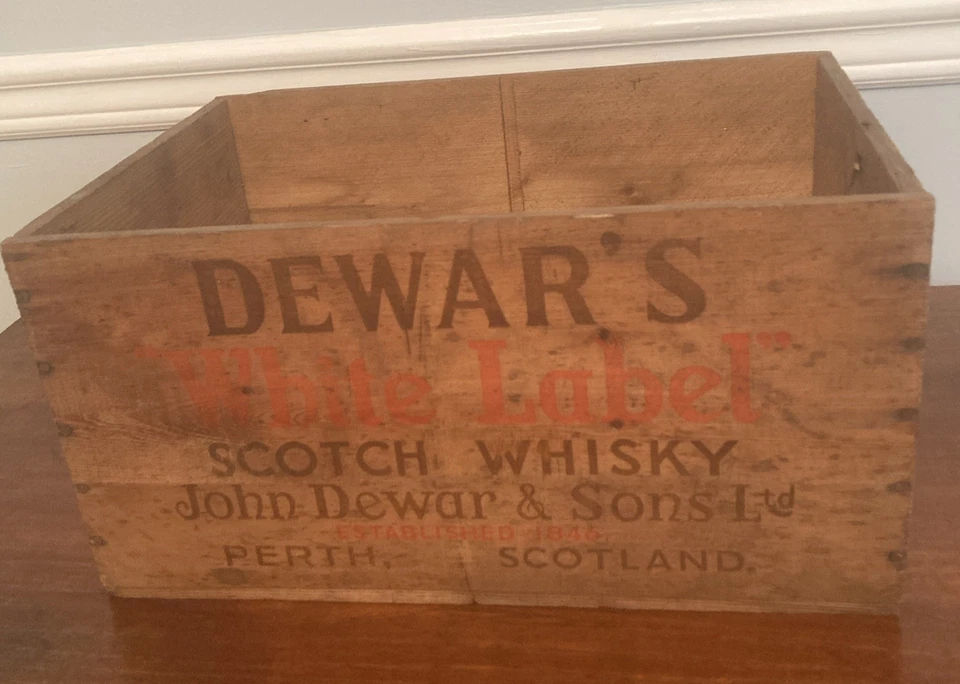 DEWAR'S
"White Label"
SCOTCH WHISKY
John Dewar & Sons Ltd
ESTABLISHED 1846
PERTH, SCOTLAND.